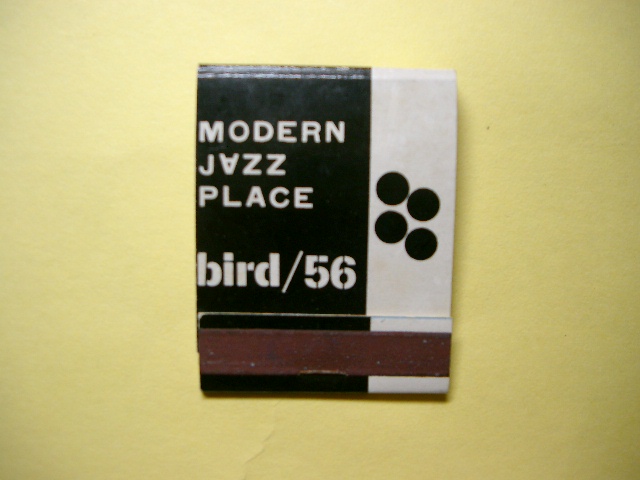 MODERN
JAZZ
PLACE
bird/56